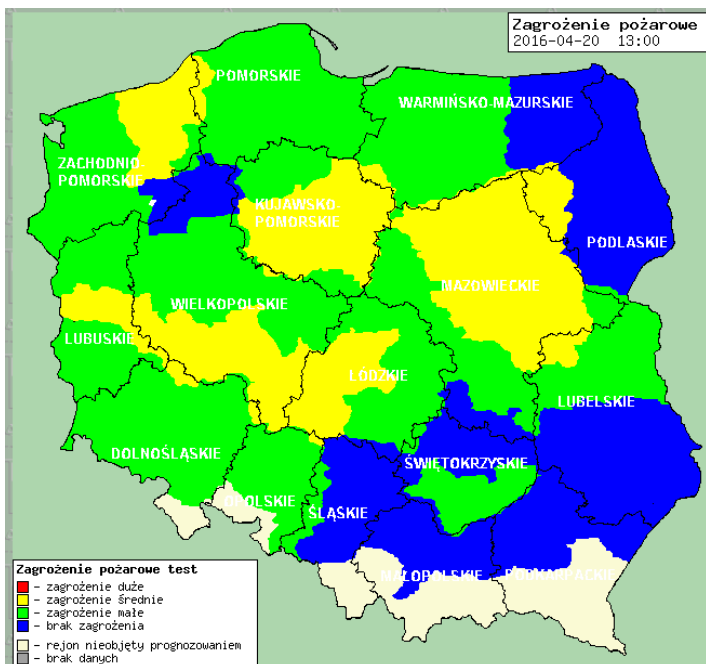 Zagrożenie pożarowe
2016-04-20 13:00
POMORSKIE
WARMIŃSKO-MAZURSKIE
ZACHODNIO-
POMORSKIE
KUJAWSKO-
POMORSKIE
PODLASKIE
MAZOWIECKIE
WIELKOPOLSKIE
LUBUSKIE
ŁODZKIE
LUBELSKIE
DOLNOŚLĄSKIE
ŚWIĘTOKRZYSKIE
OPOLSKIE
ŚLĄSKIE
MAŁOPOLSKIE
PODKARPACKIE
Zagrożenie pożarowe test
- zagrożenie duże
- zagrożenie średnie
- zagrożenie małe
- brak zagrożenia
- rejon nieobjęty prognozowaniem
- brak danych